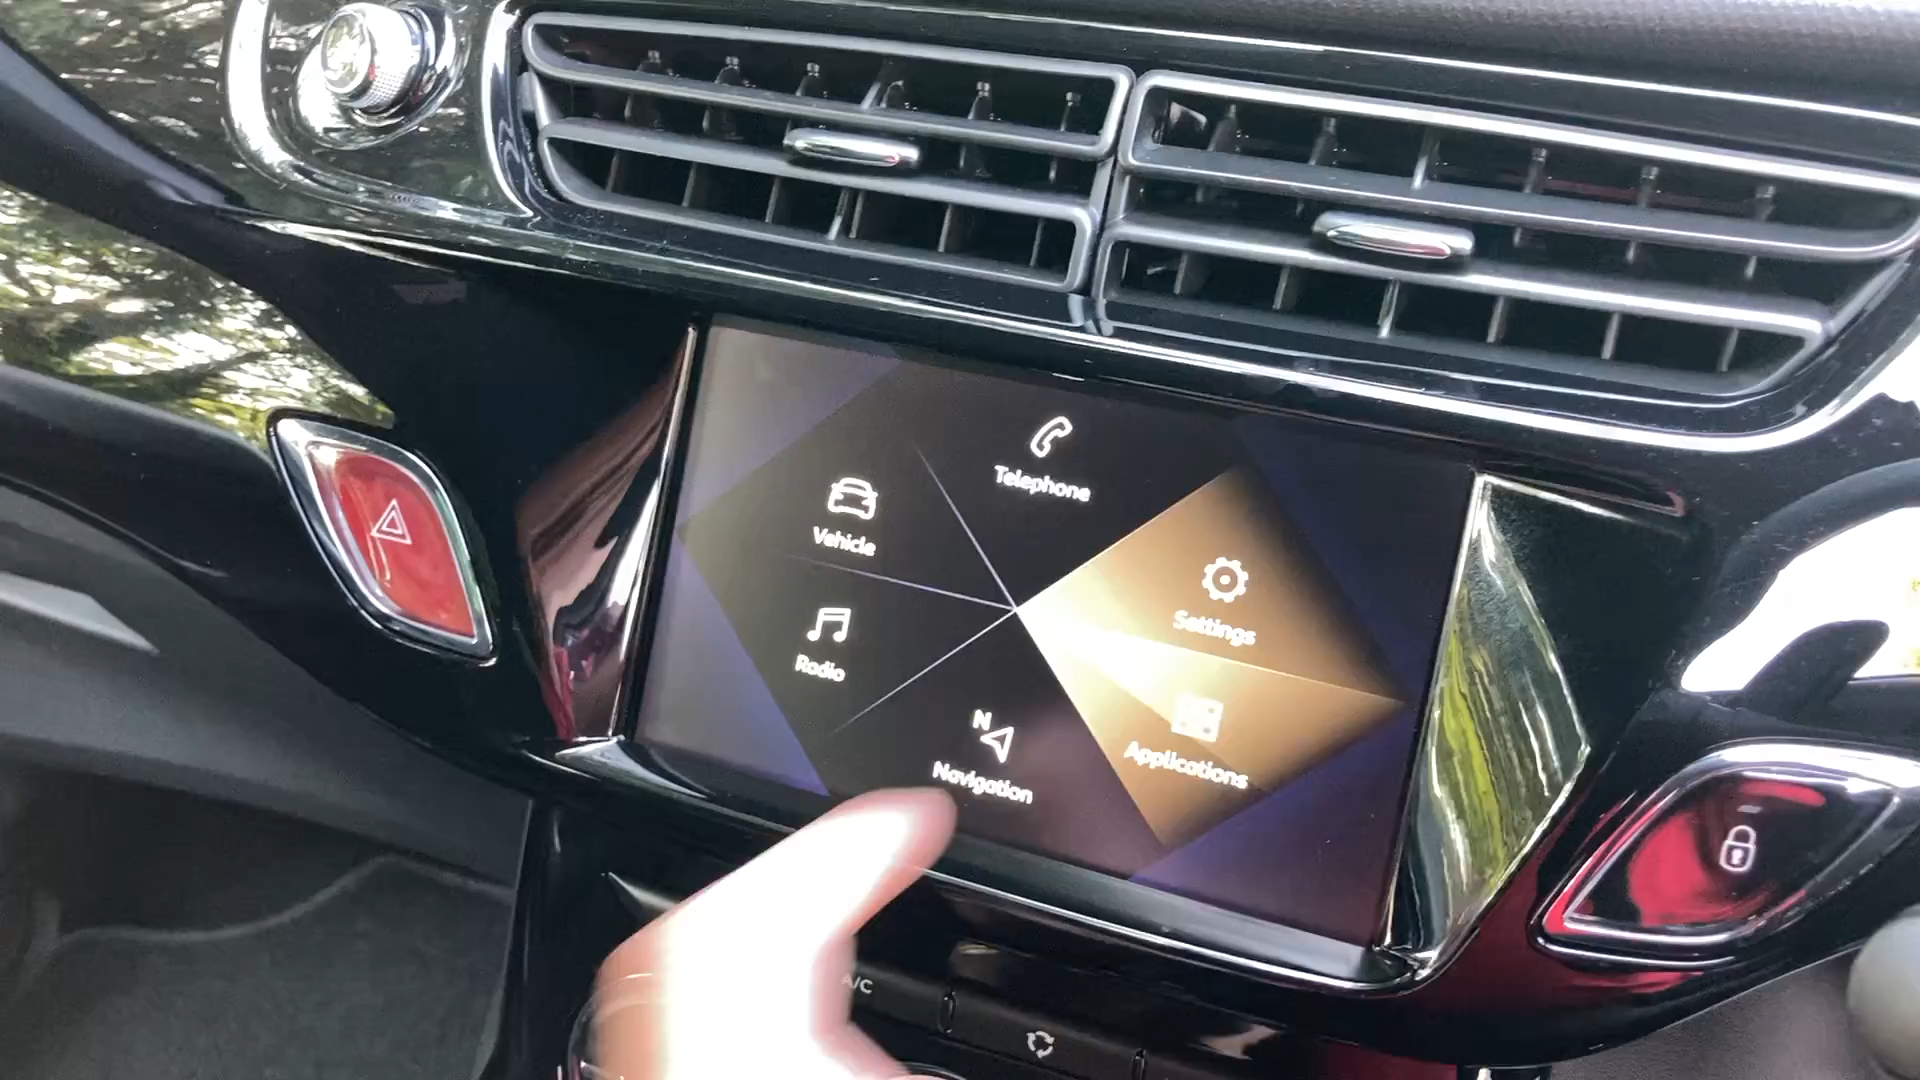 Telephone
Vehicle
Settings
Radio
N
Navigation
Applications
A/C